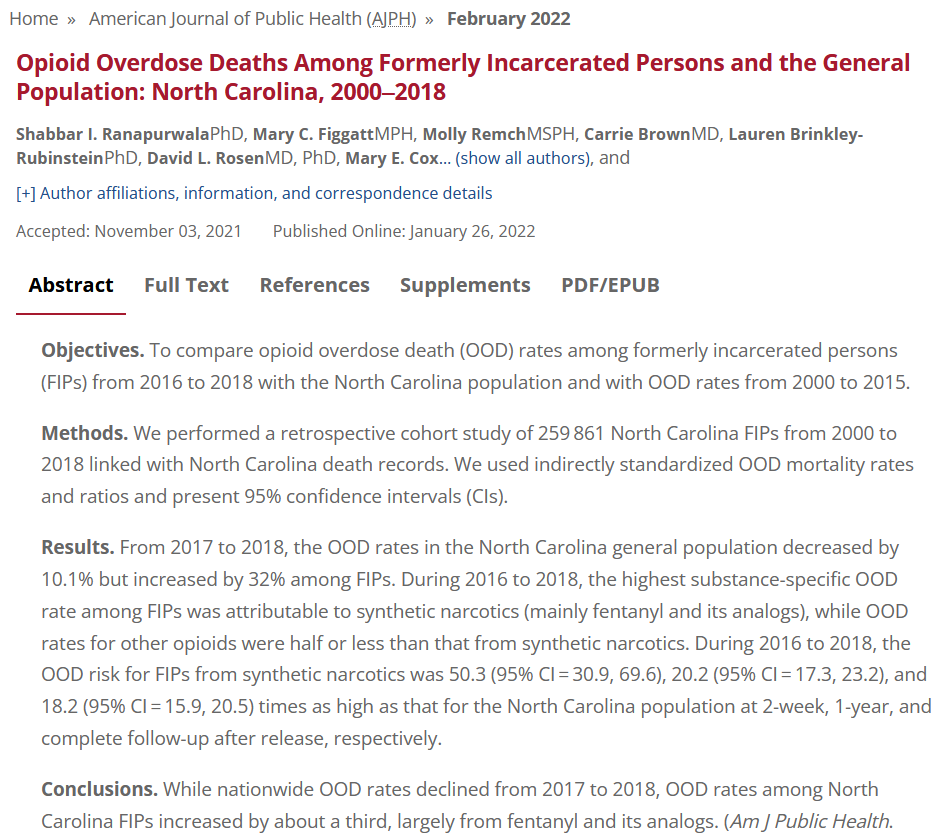 Home » American Journal of Public Health (AJPH) » February 2022
Opioid Overdose Deaths Among Formerly Incarcerated Persons and the General
Population: North Carolina, 2000–2018
Shabbar I. RanapurwalaPhD, Mary C. FiggattMPH, Molly RemchMSPH, Carrie BrownMD, Lauren Brinkley-
RubinsteinPhD, David L. RosenMD, PhD, Mary E. Cox... (show all authors), and
[+] Author affiliations, information, and correspondence details
Accepted: November 03, 2021 Published Online: January 26, 2022
Abstract Full Text References Supplements PDF/EPUB
Objectives. To compare opioid overdose death (OOD) rates among formerly incarcerated persons
(FIPs) from 2016 to 2018 with the North Carolina population and with OOD rates from 2000 to 2015.
Methods. We performed a retrospective cohort study of 259 861 North Carolina FIPs from 2000 to
2018 linked with North Carolina death records. We used indirectly standardized OOD mortality rates
and ratios and present 95% confidence intervals (CIs).
Results. From 2017 to 2018, the OOD rates in the North Carolina general population decreased by
10.1% but increased by 32% among FIPs. During 2016 to 2018, the highest substance-specific OOD
rate among FIPs was attributable to synthetic narcotics (mainly fentanyl and its analogs), while OOD
rates for other opioids were half or less than that from synthetic narcotics. During 2016 to 2018, the
OOD risk for FIPs from synthetic narcotics was 50.3 (95% CI = 30.9, 69.6), 20.2 (95% CI = 17.3, 23.2), and
18.2 (95% CI = 15.9, 20.5) times as high as that for the North Carolina population at 2-week, 1-year, and
complete follow-up after release, respectively.
Conclusions. While nationwide OOD rates declined from 2017 to 2018, OOD rates among North
Carolina FIPs increased by about a third, largely from fentanyl and its analogs. (Am J Public Health.